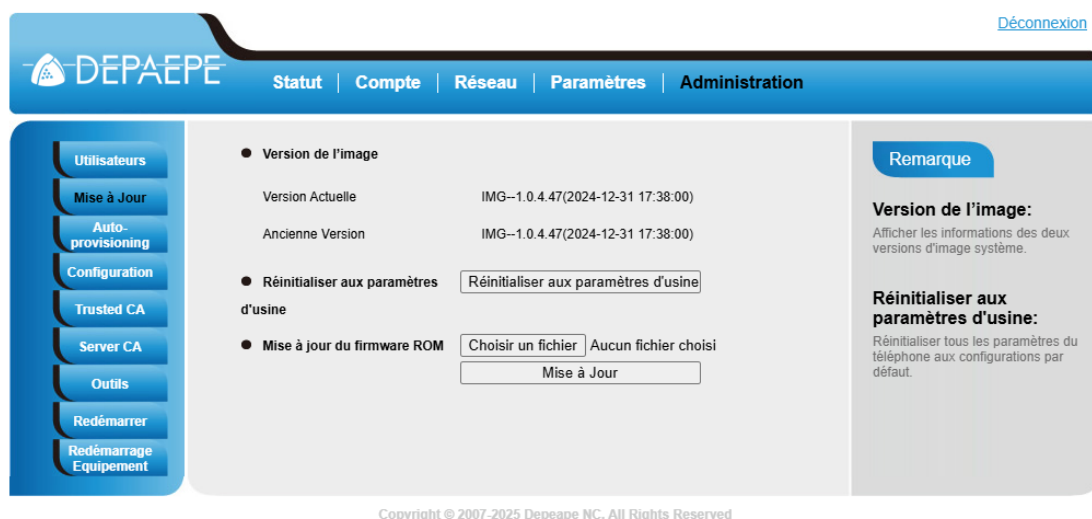 Déconnexion
DEPAEPE
Statut | Compte | Réseau | Paramètres | Administration
Utilisateurs
Mise à Jour
Auto-
provisioning
Configuration
Trusted CA
Server CA
Outils
Redémarrer
Redémarrage
Equipement
Version de l'image
Version Actuelle IMG--1.0.4.47(2024-12-31 17:38:00)
Ancienne Version IMG--1.0.4.47(2024-12-31 17:38:00)
Réinitialiser aux paramètres
d'usine
Réinitialiser aux paramètres d'usine
Mise à jour du firmware ROM Choisir un fichier Aucun fichier choisi
Mise à Jour
Remarque
Version de l'image:
Afficher les informations des deux
versions d'image système.
Réinitialiser aux
paramètres d'usine:
Réinitialiser tous les paramètres du
téléphone aux configurations par
défaut.
Copyright © 2007-2025 Depeape NC. All Rights Reserved